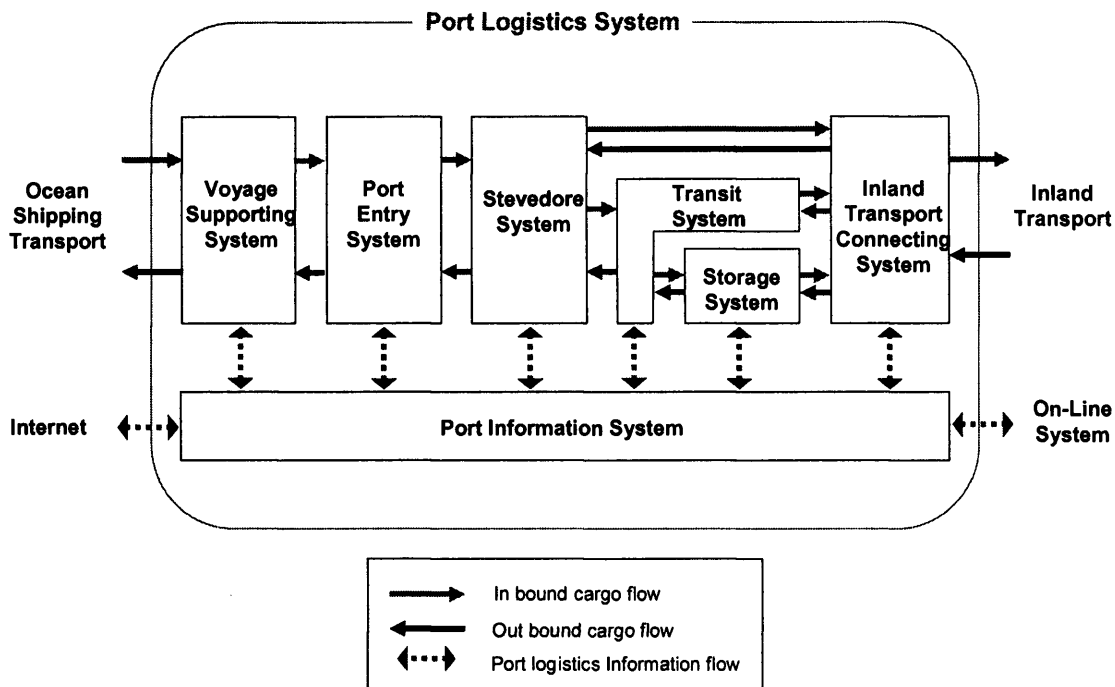 Port Logistics System
Ocean
Shipping
Transport
Voyage
Supporting
System
Port
Entry
System
Stevedore
System
Transit
System
Storage
System
Inland
Transport
Connecting
System
Inland
Transport
Internet
Port Information System
On-Line
System
In bound cargo flow
Out bound cargo flow
Port logistics Information flow